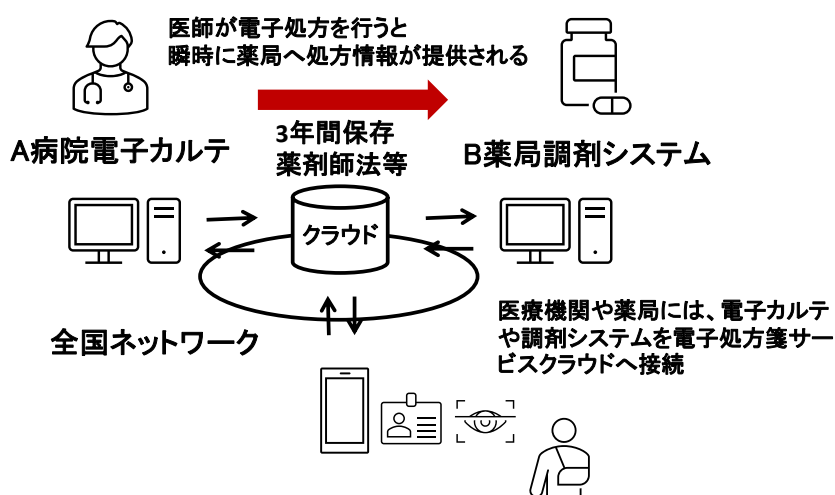 医師が電子処方を行うと
瞬時に薬局へ処方情報が提供される
A病院電子カルテ
3年間保存
薬剤師法等
B薬局調剤システム
クラウド
全国ネットワーク
医療機関や薬局には、電子カルテ
や調剤システムを電子処方箋サー
ビスクラウドへ接続